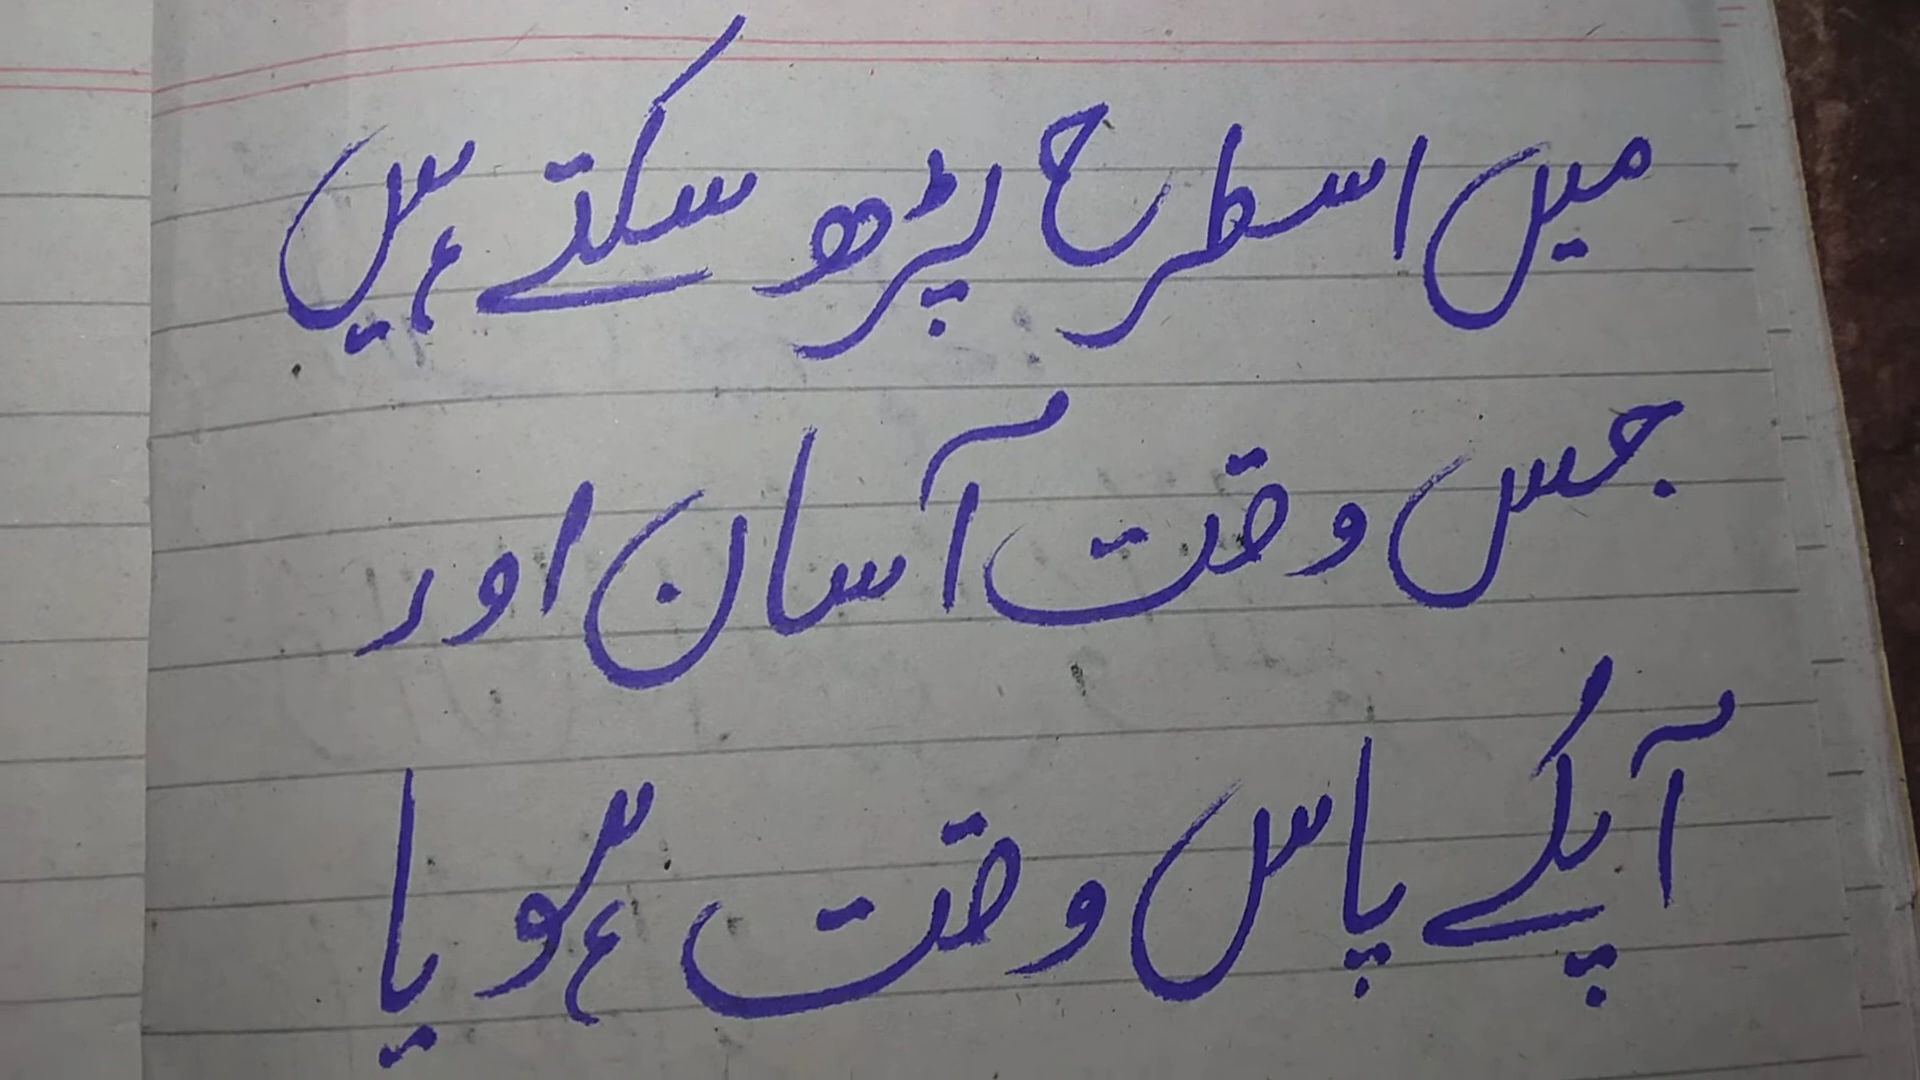 میں اسطرح پڑھ سکتے ہیں
جس وقت آسان اور
آپکے پاس وقت ہو یا